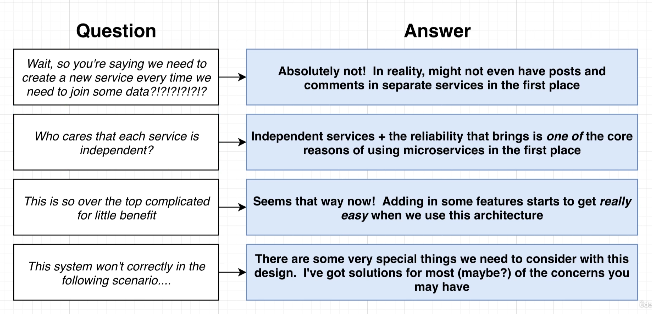 Question
Answer
Wait, so you're saying we need to
create a new service every time we
need to join some data?!?!?!?!?!?
Absolutely not!  In reality, might not even have posts and
comments in separate services in the first place
Who cares that each service is
independent?
Independent services + the reliability that brings is one of the core
reasons of using microservices in the first place
This is so over the top complicated
for little benefit
Seems that way now!  Adding in some features starts to get really
easy when we use this architecture
This system won't correctly in the
following scenario....
There are some very special things we need to consider with this
design.  I've got solutions for most (maybe?) of the concerns you
may have